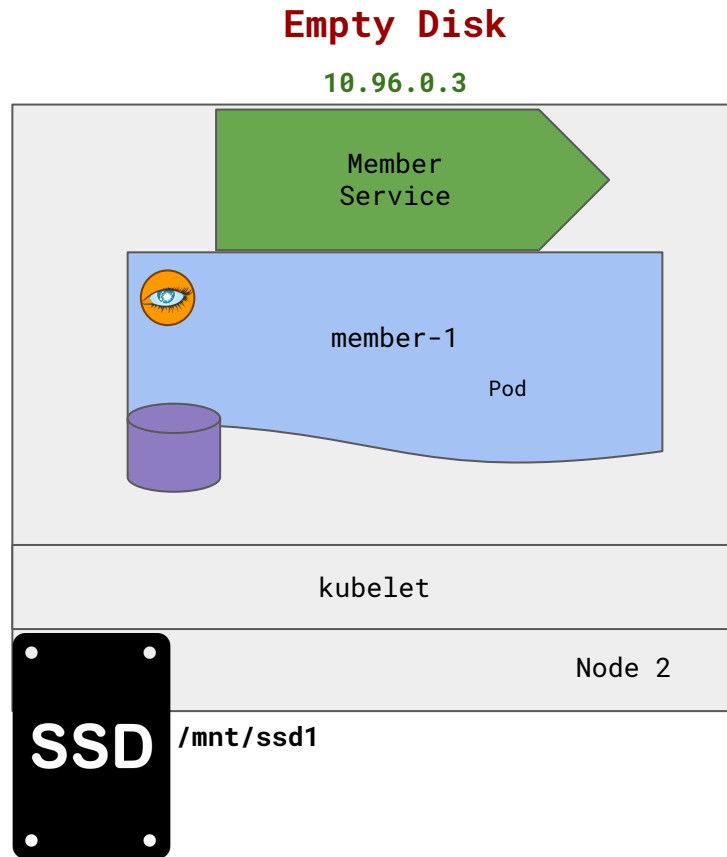 Empty Disk
10.96.0.3
Member
Service
member-1
Pod
kubelet
Node 2
SSD
/mnt/ssd1